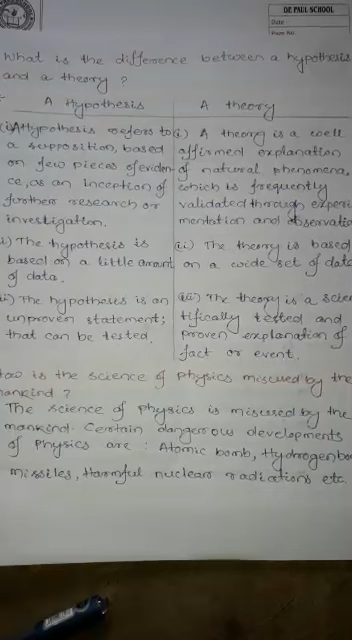 DE PAUL SCHOOL
Date
Page No.
What is the difference between a hypothesis
and a theory ?
A Hypothesis
A theory
(i) A Hypothesis refers to
a supposition, based
on few pieces of eviden-
ce, as an inception of
further research or
investigation.
(i) A theory is a well
affirmed explanation
of natural phenomena,
which is frequently
validated through experi
mentation and observatio
i) The hypothesis is
based on a little amount
of data.
(ii) The theory is based
on a wide set of data
ii) The hypothesis is an
unproven statement;
that can be tested.
(iii) The theory is a scien
tifically tested and
proven explanation of
fact or event.
How is the science of physics miscused by the
mankind ?
The science of physics is miscused by the
mankind. Certain dangerous developments
of physics are : Atomic bomb, Hydrogen bo
missiles, Harmful nuclear radiations etc.